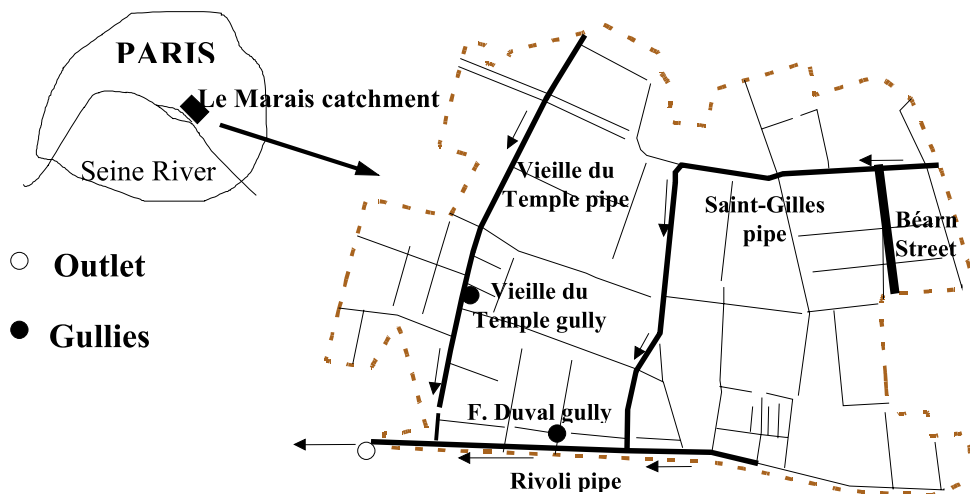 PARIS
Le Marais catchment
Seine River
Outlet
Gullies
Vieille du
Temple pipe
Saint-Gilles
pipe
Béarn
Street
Vieille du
Temple gully
F. Duval gully
Rivoli pipe